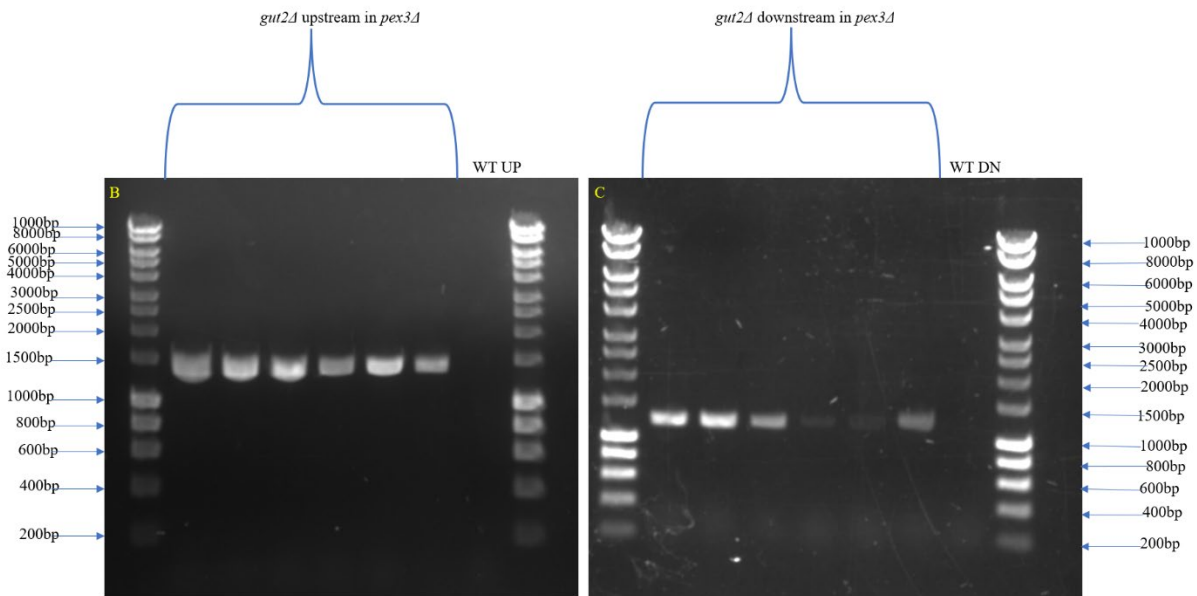 gut2Δ upstream in pex3Δ
gut2Δ downstream in pex3Δ
WT UP
WT DN
B
C
1000bp
8000bp
6000bp
5000bp
4000bp
3000bp
2500bp
2000bp
1500bp
1000bp
800bp
600bp
400bp
200bp
1000bp
8000bp
6000bp
5000bp
4000bp
3000bp
2500bp
2000bp
1500bp
1000bp
800bp
600bp
400bp
200bp